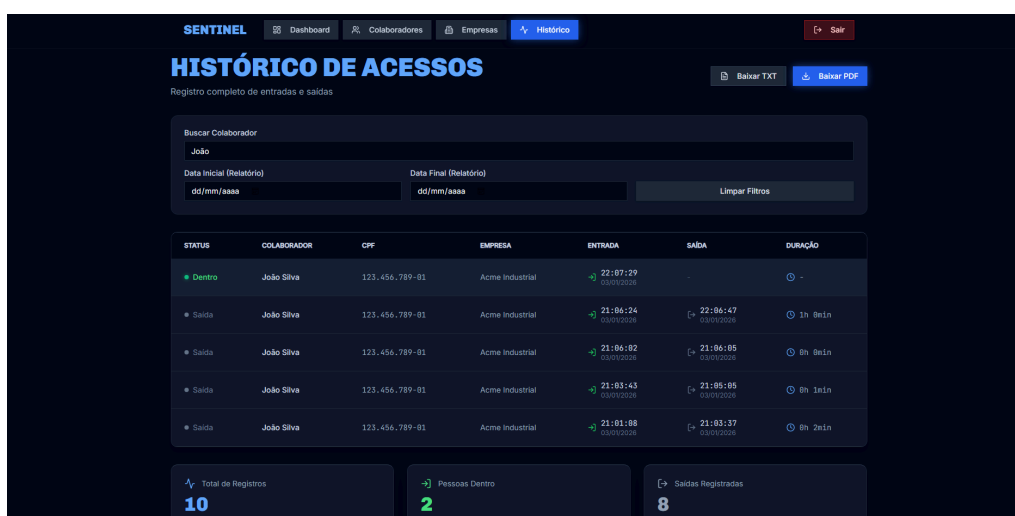 SENTINEL Dashboard Colaboradores Empresas Histórico Sair
HISTÓRICO DE ACESSOS
Registro completo de entradas e saídas
Baixar TXT Baixar PDF
Buscar Colaborador
João
Data Inicial (Relatório) Data Final (Relatório)
dd/mm/aaaa dd/mm/aaaa Limpar Filtros
STATUS COLABORADOR CPF EMPRESA ENTRADA SAÍDA DURAÇÃO
Dentro João Silva 123.456.789-01 Acme Industrial 22:07:29 - -
03/01/2026
Saída João Silva 123.456.789-01 Acme Industrial 21:06:24 22:06:47 1h 0min
03/01/2026 03/01/2026
Saída João Silva 123.456.789-01 Acme Industrial 21:06:02 21:06:05 0h 0min
03/01/2026 03/01/2026
Saída João Silva 123.456.789-01 Acme Industrial 21:03:43 21:05:05 0h 1min
03/01/2026 03/01/2026
Saída João Silva 123.456.789-01 Acme Industrial 21:01:08 21:03:37 0h 2min
03/01/2026 03/01/2026
Total de Registros Pessoas Dentro Saídas Registradas
10 2 8